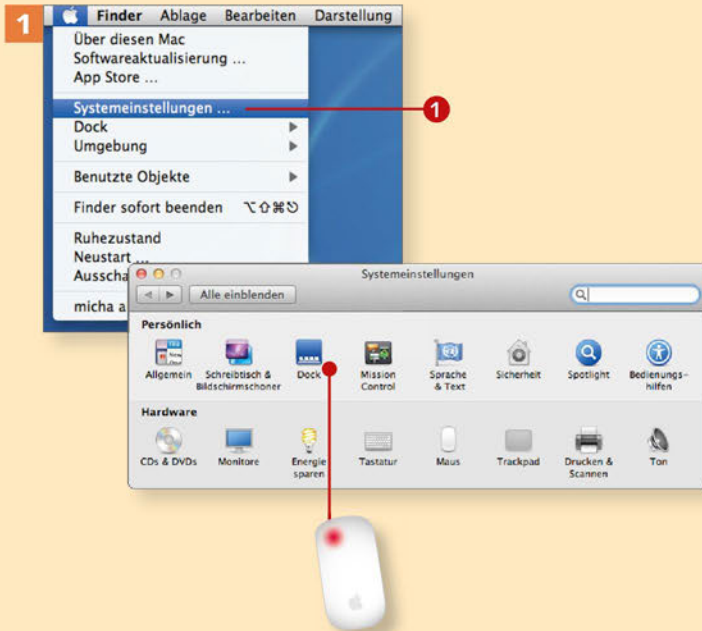 1
Finder Ablage Bearbeiten Darstellung
Über diesen Mac
Softwareaktualisierung ...
App Store ...
Systemeinstellungen ...
1
Dock
Umgebung
Benutzte Objekte
Finder sofort beenden ⌥⇧⌘⎋
Ruhezustand
Neustart ...
Ausscha
micha a
Systemeinstellungen
Alle einblenden
Persönlich
Allgemein
Schreibtisch &
Bildschirmschoner
Dock
Mission
Control
Sprache
& Text
Sicherheit
Spotlight
Bedienungs-
hilfen
Hardware
CDs & DVDs
Monitore
Energie
sparen
Tastatur
Maus
Trackpad
Drucken &
Scannen
Ton